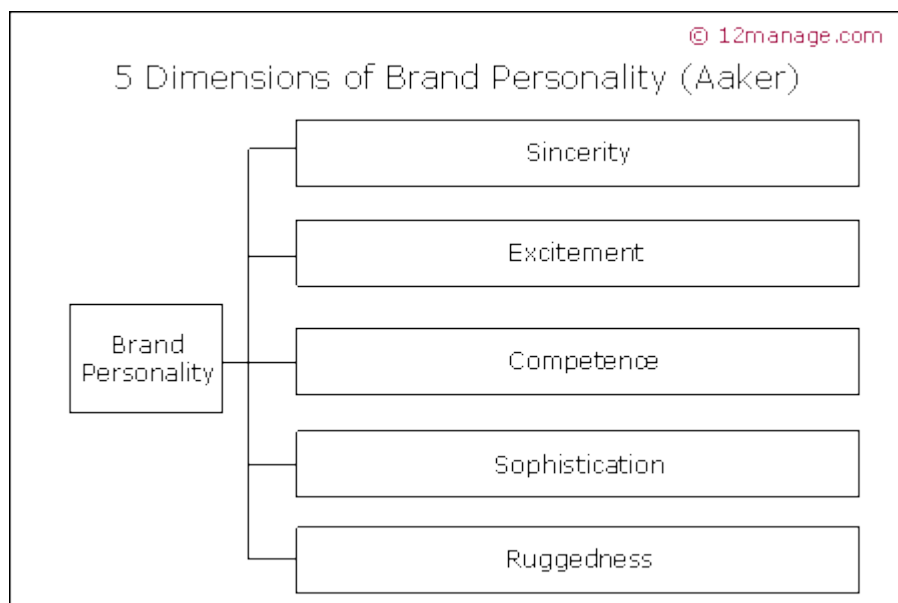 © 12manage.com
5 Dimensions of Brand Personality (Aaker)
Sincerity
Excitement
Brand
Personality
Competence
Sophistication
Ruggedness